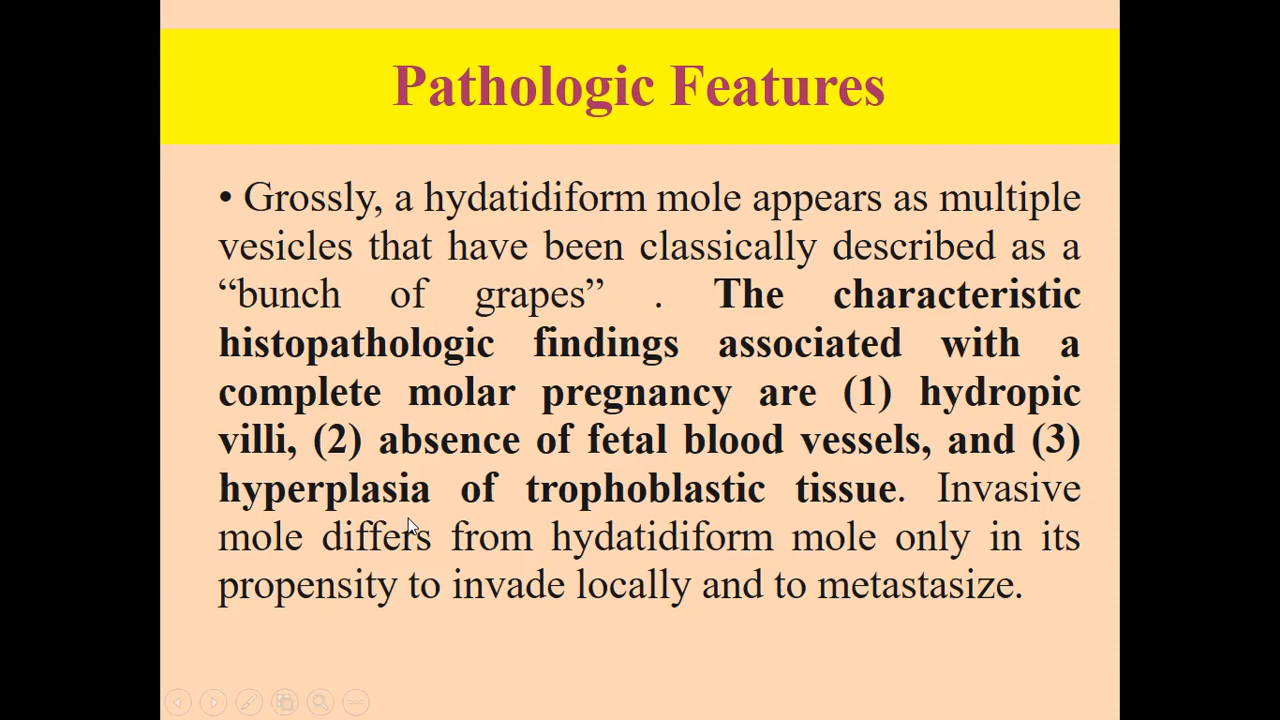 Pathologic Features
• Grossly, a hydatidiform mole appears as multiple
vesicles that have been classically described as a
“bunch of grapes” . The characteristic
histopathologic findings associated with a
complete molar pregnancy are (1) hydropic
villi, (2) absence of fetal blood vessels, and (3)
hyperplasia of trophoblastic tissue. Invasive
mole differs from hydatidiform mole only in its
propensity to invade locally and to metastasize.